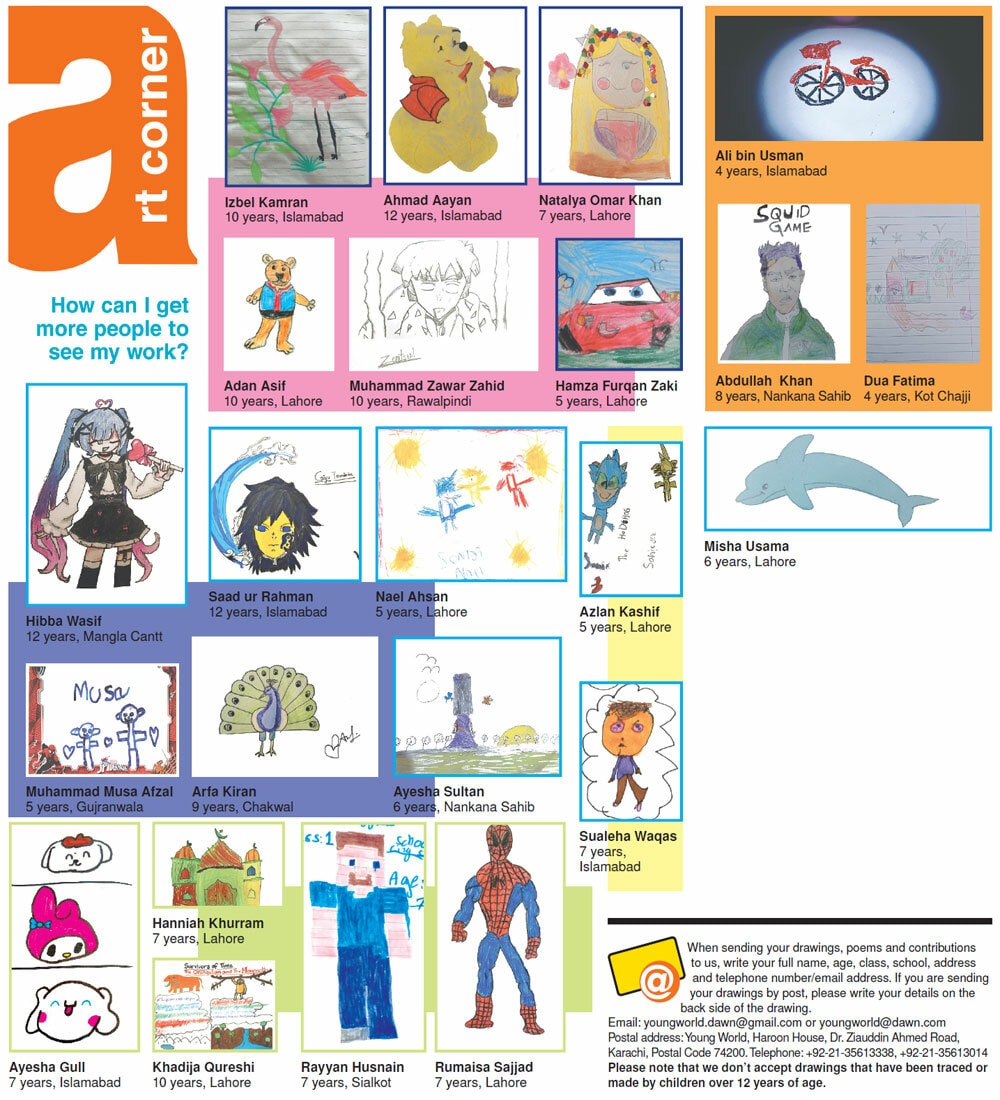 art corner
How can I get
more people to
see my work?
Izbel Kamran
10 years, Islamabad
Ahmad Aayan
12 years, Islamabad
Natalya Omar Khan
7 years, Lahore
Ali bin Usman
4 years, Islamabad
Zenitsu!
Adan Asif
10 years, Lahore
Muhammad Zawar Zahid
10 years, Rawalpindi
Hamza Furqan Zaki
5 years, Lahore
SQUID
GAME
Abdullah Khan
8 years, Nankana Sahib
Dua Fatima
4 years, Kot Chajji
Hibba Wasif
12 years, Mangla Cantt
Saad ur Rahman
12 years, Islamabad
Nael Ahsan
5 years, Lahore
The
Azlan Kashif
5 years, Lahore
Misha Usama
6 years, Lahore
Musa
Muhammad Musa Afzal
5 years, Gujranwala
Arfa Kiran
9 years, Chakwal
Ayesha Sultan
6 years, Nankana Sahib
Sualeha Waqas
7 years,
Islamabad
Ayesha Gull
7 years, Islamabad
Hanniah Khurram
7 years, Lahore
Survivors of Time
Khadija Qureshi
10 years, Lahore
ss:1
Age:
7
Rayyan Husnain
7 years, Sialkot
Rumaisa Sajjad
7 years, Lahore
@
When sending your drawings, poems and contributions
to us, write your full name, age, class, school, address
and telephone number/email address. If you are sending
your drawings by post, please write your details on the
back side of the drawing.
Email: youngworld.dawn@gmail.com or youngworld@dawn.com
Postal address: Young World, Haroon House, Dr. Ziauddin Ahmed Road,
Karachi, Postal Code 74200. Telephone: +92-21-35613338, +92-21-35613014
Please note that we don't accept drawings that have been traced or
made by children over 12 years of age.